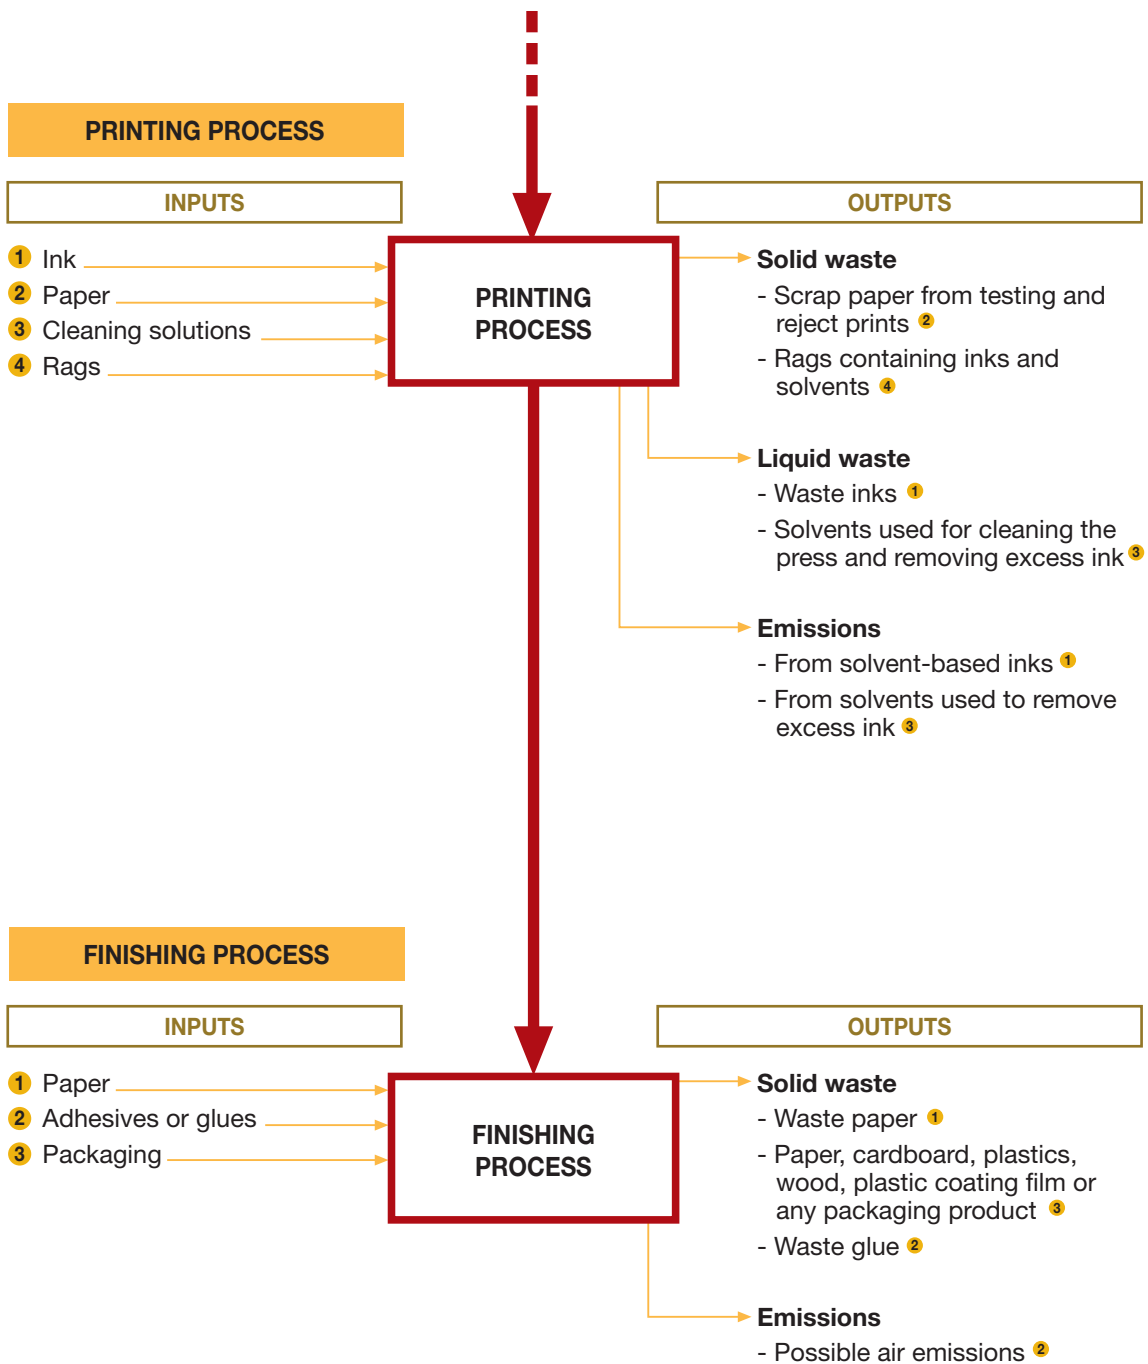 PRINTING PROCESS
INPUTS
OUTPUTS
1 Ink
2 Paper
3 Cleaning solutions
4 Rags
PRINTING
PROCESS
Solid waste
- Scrap paper from testing and
reject prints 2
- Rags containing inks and
solvents 4
Liquid waste
- Waste inks 1
- Solvents used for cleaning the
press and removing excess ink 3
Emissions
- From solvent-based inks 1
- From solvents used to remove
excess ink 3
FINISHING PROCESS
INPUTS
OUTPUTS
1 Paper
2 Adhesives or glues
3 Packaging
FINISHING
PROCESS
Solid waste
- Waste paper 1
- Paper, cardboard, plastics,
wood, plastic coating film or
any packaging product 3
- Waste glue 2
Emissions
- Possible air emissions 2